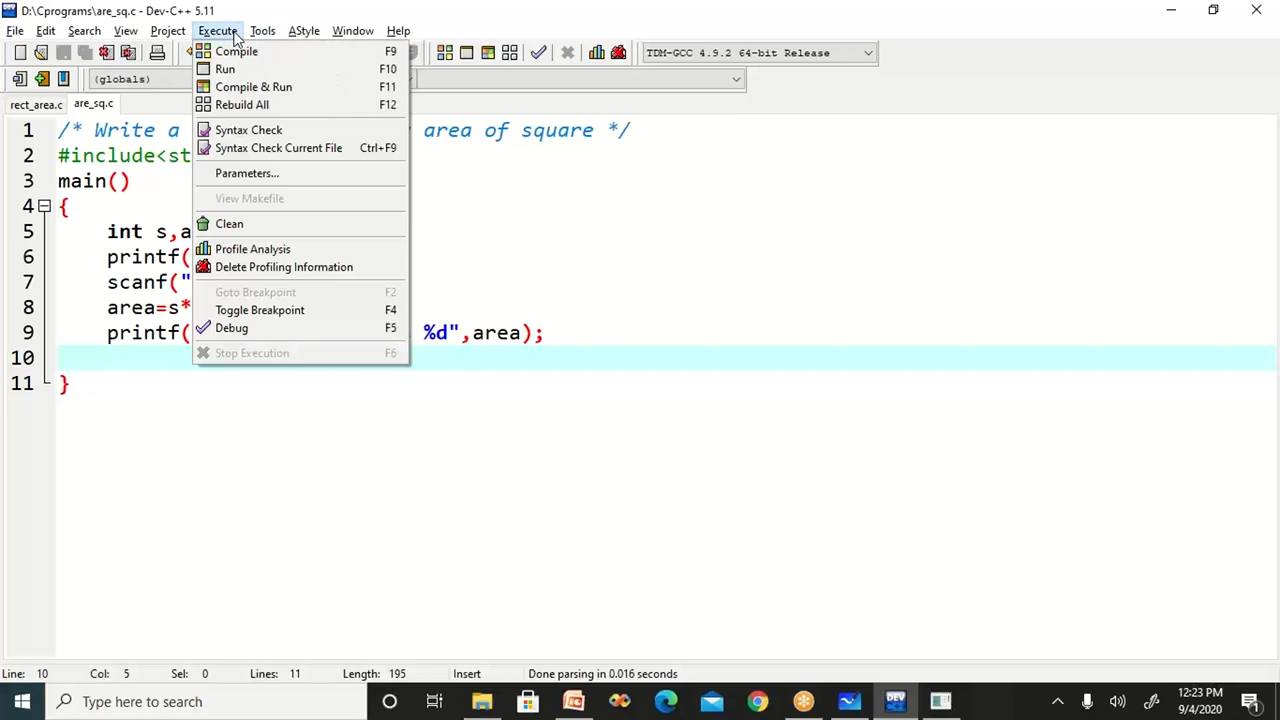 D:\Cprograms\are_sq.c - Dev-C++ 5.11
File Edit Search View Project Execute Tools AStyle Window Help
TDM-GCC 4.9.2 64-bit Release
(globals)
rect_area.c are_sq.c
Compile F9
Run F10
Compile & Run F11
Rebuild All F12
Syntax Check
Syntax Check Current File Ctrl+F9
Parameters...
View Makefile
Clean
Profile Analysis
Delete Profiling Information
Goto Breakpoint F2
Toggle Breakpoint F4
Debug F5
Stop Execution F6
1 /* Write a area of square */
2 #include<st
3 main()
4 {
5 int s,a
6 printf(
7 scanf("
8 area=s*
9 printf( %d",area);
10
11 }
Line: 10 Col: 5 Sel: 0 Lines: 11 Length: 195 Insert Done parsing in 0.016 seconds
Type here to search
DEV
12:23 PM
9/4/2020
1